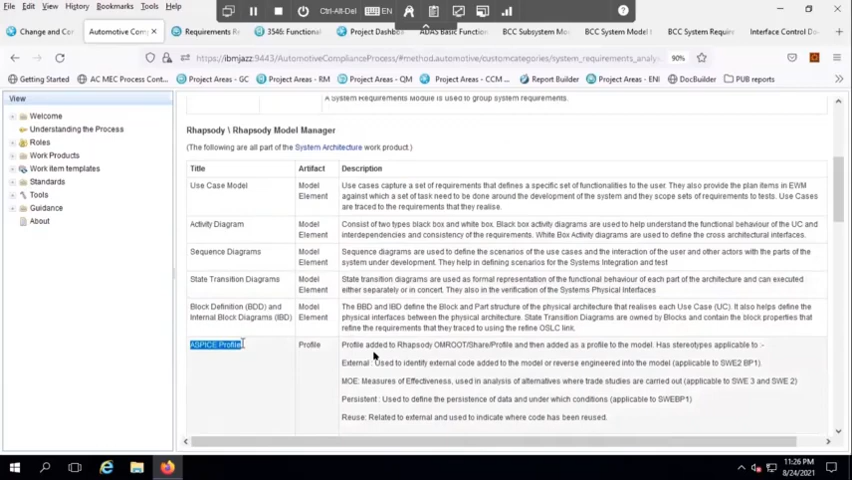 File Edit View History Bookmarks Tools Help
Ctrl-Alt-Del EN
Change and Cor
Automotive Comp
Requirements R
3546: Functional
Project Dashbo
ADAS Basic Functio
BCC Subsystem Mo
BCC System Model
BCC System Requir
Interface Control Do
https://ibmjazz:9443/AutomotiveComplianceProcess/#method.automotive/customcategories/system_requirements_analy
90%
Getting Started
AC MEC Process Cont...
Project Areas - GC
Project Areas - RM
Project Areas - QM
Project Areas - CCM ...
Report Builder
Project Areas - ENI
DocBuilder
PUB reports
View
Welcome
Understanding the Process
Roles
Work Products
Work item templates
Standards
Tools
Guidance
About
A System Requirements Module is used to group system requirements.
Rhapsody \ Rhapsody Model Manager
(The following are all part of the System Architecture work product.)
Title Artifact Description
Use Case Model
Model Element
Use cases capture a set of requirements that defines a specific set of functionalities to the user. They also provide the plan items in EWM
against which a set of task need to be done around the development of the system and they scope sets of requirements to tests. Use Cases
are traced to the requirements that they realise.
Activity Diagram
Model Element
Consist of two types black box and white box. Black box activity diagrams are used to help understand the functional behaviour of the UC and
interdependencies and consistency of the requirements. White Box Activity diagrams are used to define the cross architectural interfaces.
Sequence Diagrams
Model Element
Sequence diagrams are used to define the scenarios of the use cases and the interaction of the user and other actors with the parts of the
system under development. They help in defining scenarios for the System Integration and test
State Transition Diagrams
Model Element
State transition diagrams are used as formal representation of the functional behaviour of each part of the architecture and can executed
either separately or in concert. They also in the verification of the Systems Physical Interfaces
Block Definition (BDD) and
Internal Block Diagrams (IBD)
Model Element
The BBD and IBD define the Block and Part structure of the physical architecture that realises each Use Case (UC). It also helps define the
physical interfaces between the physical structure. State Transition Diagrams are owned by Blocks and contain the block properties that
refine the requirements that they traced to using the refine OSLC link.
ASPICE Profile
Profile
Profile added to Rhapsody OMROOT/Share/Profile and then added as a profile to the model. Has stereotypes applicable to :-
External : Used to identify external code added to the model or reverse engineered into the model (applicable to SWE2 BP1).
MOE: Measures of Effectiveness, used in analysis of alternatives where trade studies are carried out (applicable to SWE 3 and SWE 2)
Persistent : Used to define the persistence of data and under which conditions (applicable to SWEBP1)
Reuse: Related to external and used to indicate where code has been reused.
11:26 PM
8/24/2021